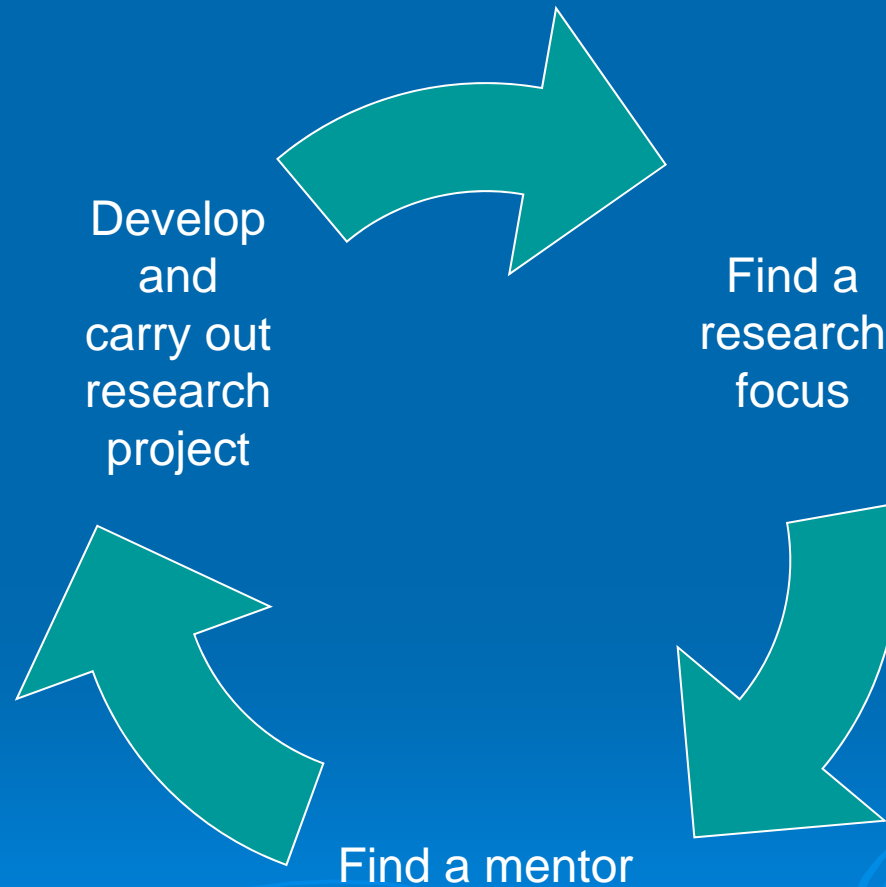 Develop
and
carry out
research
project
Find a
research
focus
Find a mentor